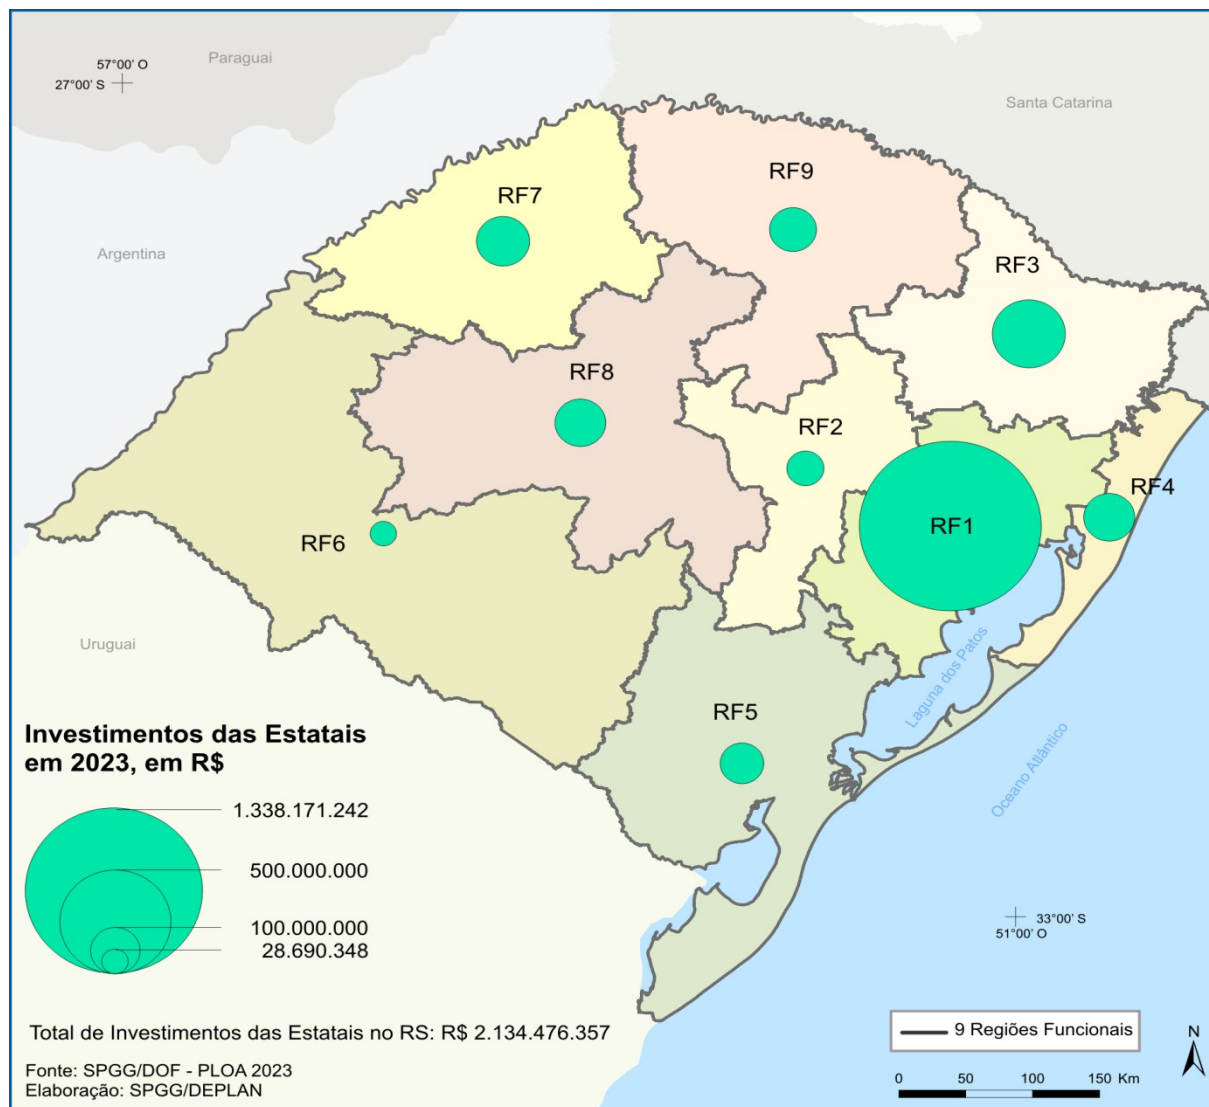 Paraguai
57°00' O
27°00' S
Santa Catarina
RF9
RF7
Argentina
RF3
RF8
RF2
RF4
RF1
RF6
Uruguai
Laguna dos Patos
RF5
Oceano Atlântico
Investimentos das Estatais
em 2023, em R$
1.338.171.242
500.000.000
100.000.000
28.690.348
33°00' S
51°00' O
Total de Investimentos das Estatais no RS: R$ 2.134.476.357
9 Regiões Funcionais
N
Fonte: SPGG/DOF - PLOA 2023
Elaboração: SPGG/DEPLAN
0 50 100 150 Km